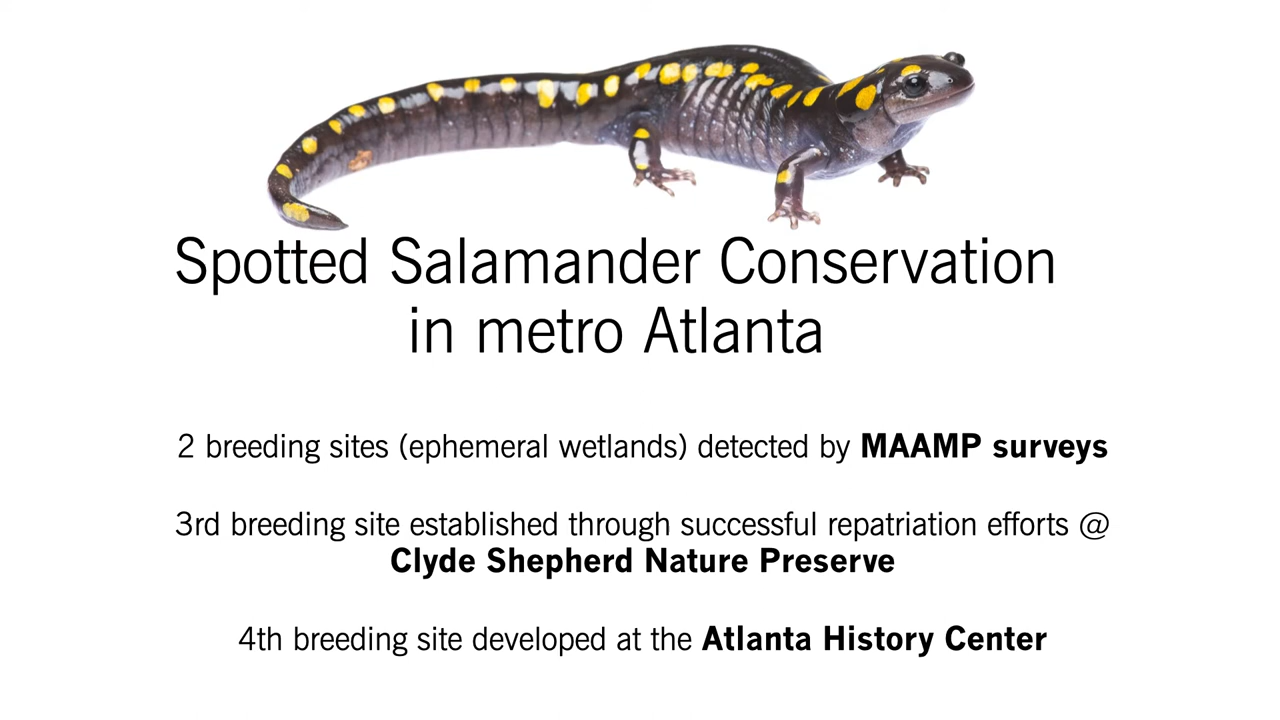 Spotted Salamander Conservation
in metro Atlanta
2 breeding sites (ephemeral wetlands) detected by MAAMP surveys
3rd breeding site established through successful repatriation efforts @
Clyde Shepherd Nature Preserve
4th breeding site developed at the Atlanta History Center